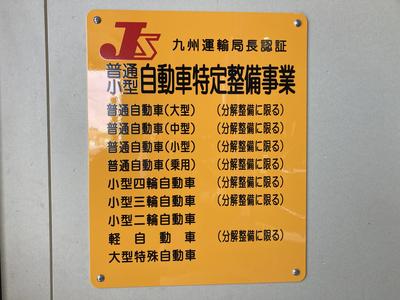 JS 九州運輸局長認証
普通
小型 自動車特定整備事業
普通自動車(大型) (分解整備に限る)
普通自動車(中型) (分解整備に限る)
普通自動車(小型) (分解整備に限る)
普通自動車(乗用) (分解整備に限る)
小型四輪自動車 (分解整備に限る)
小型三輪自動車 (分解整備に限る)
小型二輪自動車
軽自動車 (分解整備に限る)
大型特殊自動車